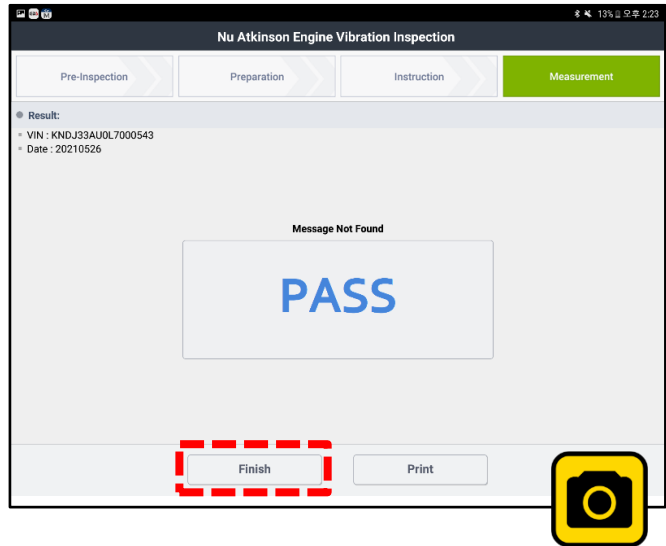 13% 오후 2:23
Nu Atkinson Engine Vibration Inspection
Pre-Inspection
Preparation
Instruction
Measurement
Result:
VIN : KNDJ33AU0L7000543
Date : 20210526
Message Not Found
PASS
Finish
Print